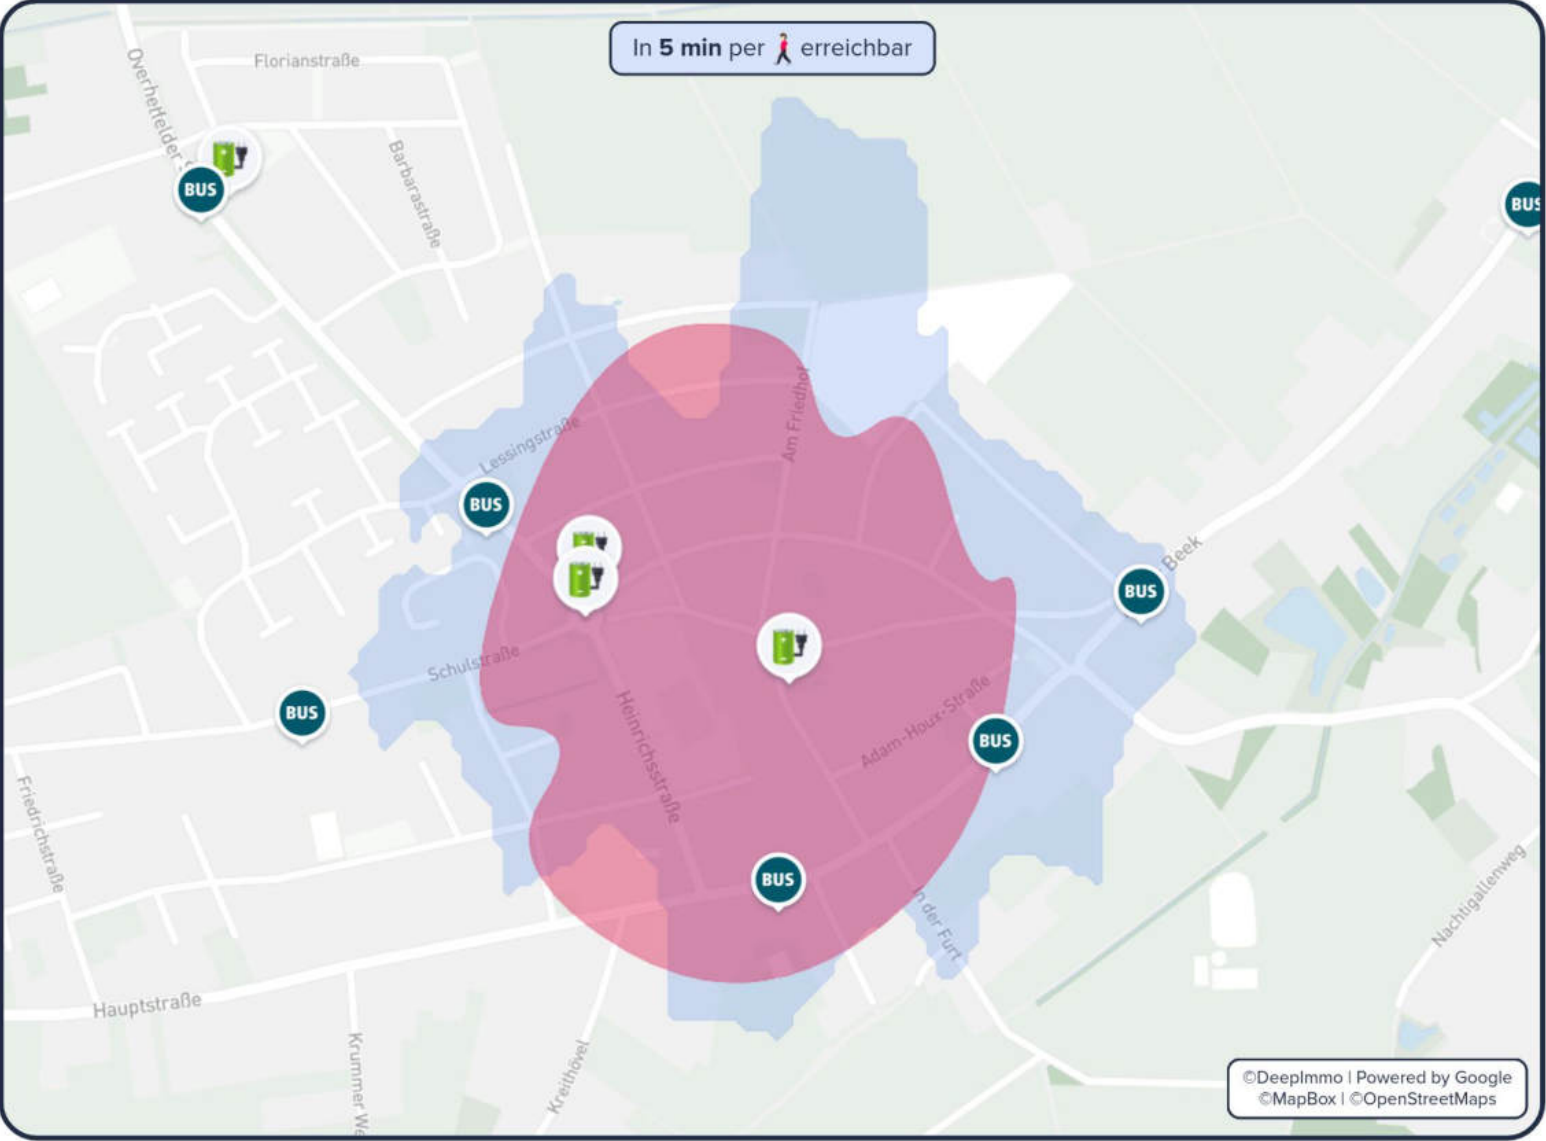 In 5 min per erreichbar
Florianstraße
Overhetfelder S
Barbarastraße
BUS
BUS
Am Friedhof
Lessingstraße
BUS
Beek
BUS
Schulstraße
BUS
Heinrichsstraße
Adam-Houx-Straße
BUS
Friedrichstraße
BUS
In der Furt
Nachtigallenweg
Hauptstraße
Krummer We
Kreithövel
©DeepImmo | Powered by Google
©MapBox | ©OpenStreetMaps